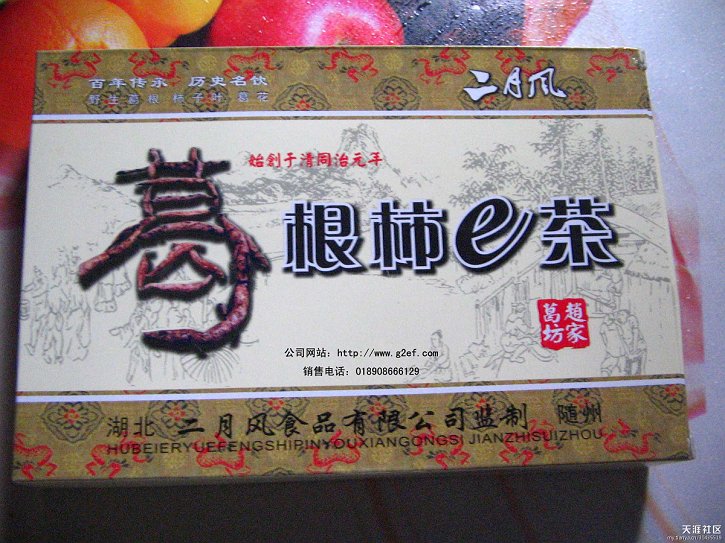 百年传承 历史名饮
野生葛根 柿子叶 葛花
二月风
始创于清同治元年
葛根柿e茶
趙家葛坊
公司网站：http://www.g2ef.com
销售电话：018908666129
湖北 二月风食品有限公司监制 随州
HUBEIERYUEFENGSHIPINYOUXIANGONGSI JIANZHISUIZHOU
天涯社区